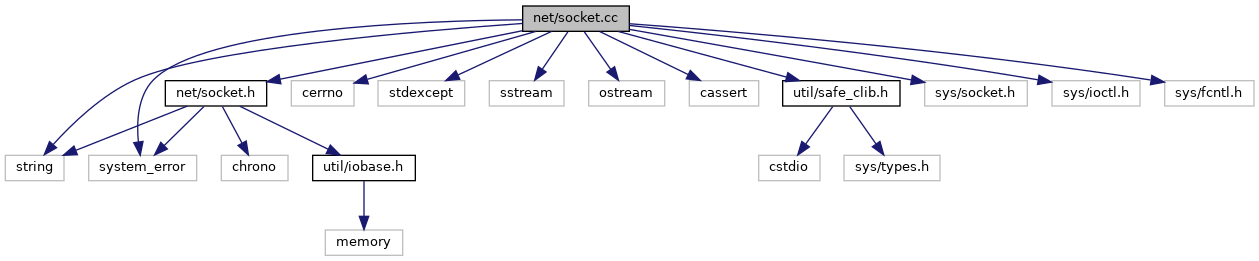 net/socket.cc
net/socket.h
cerrno
stdexcept
sstream
ostream
cassert
util/safe_clib.h
sys/socket.h
sys/ioctl.h
sys/fcntl.h
string
system_error
chrono
util/iobase.h
cstdio
sys/types.h
memory